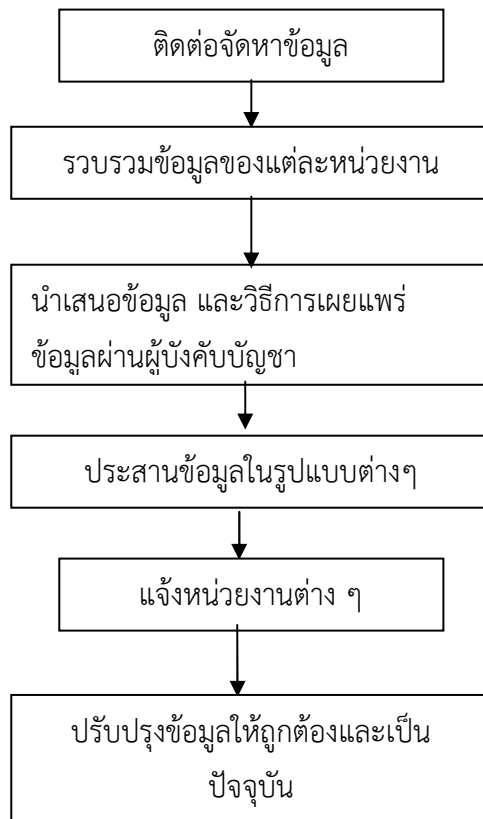 ติดต่อจัดหาข้อมูล
รวบรวมข้อมูลของแต่ละหน่วยงาน
นำเสนอข้อมูล และวิธีการเผยแพร่
ข้อมูลผ่านผู้บังคับบัญชา
ประสานข้อมูลในรูปแบบต่างๆ
แจ้งหน่วยงานต่าง ๆ
ปรับปรุงข้อมูลให้ถูกต้องและเป็น
ปัจจุบัน